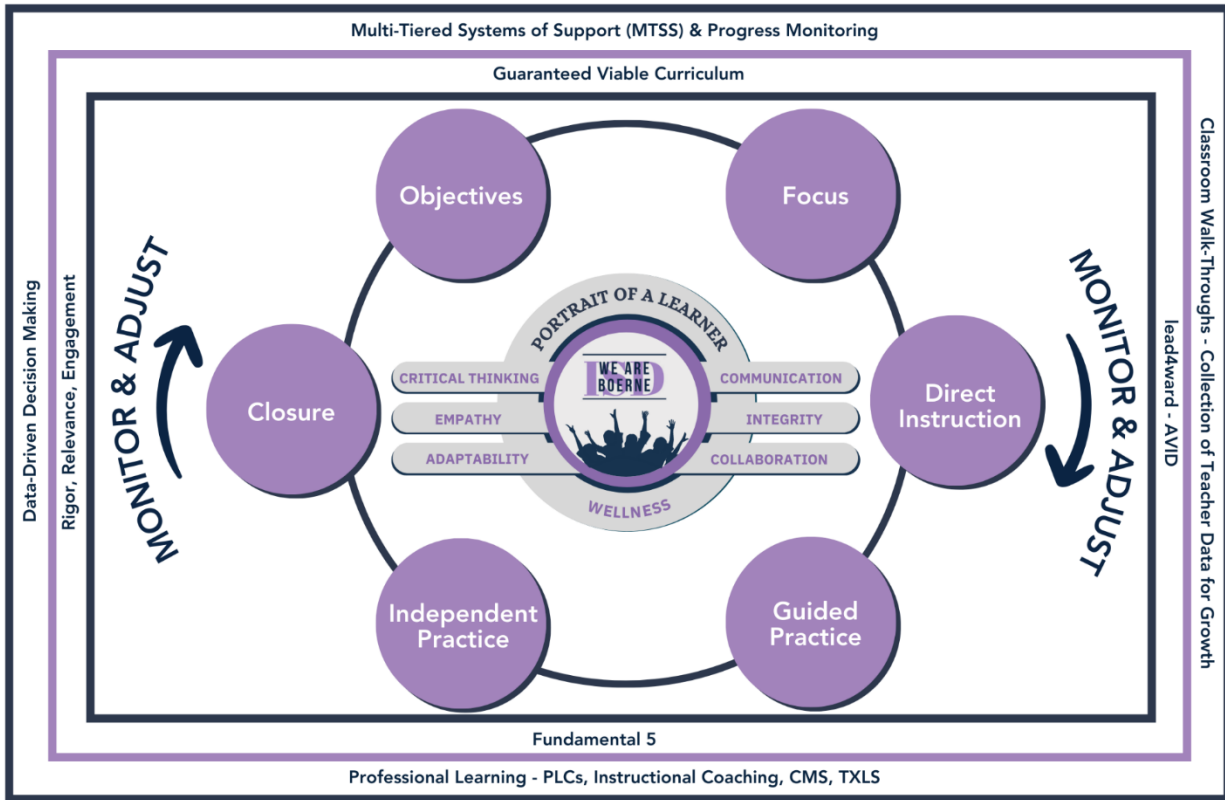 Multi-Tiered Systems of Support (MTSS) & Progress Monitoring
Guaranteed Viable Curriculum
Data-Driven Decision Making
Rigor, Relevance, Engagement
MONITOR & ADJUST
Objectives
Focus
Closure
PORTRAIT OF A LEARNER
CRITICAL THINKING
EMPATHY
ADAPTABILITY
ISD
WE ARE
BOERNE
COMMUNICATION
INTEGRITY
COLLABORATION
WELLNESS
Direct
Instruction
Independent
Practice
Guided
Practice
MONITOR & ADJUST
lead4ward - AVID
Classroom Walk-Throughs - Collection of Teacher Data for Growth
Fundamental 5
Professional Learning - PLCs, Instructional Coaching, CMS, TXLS